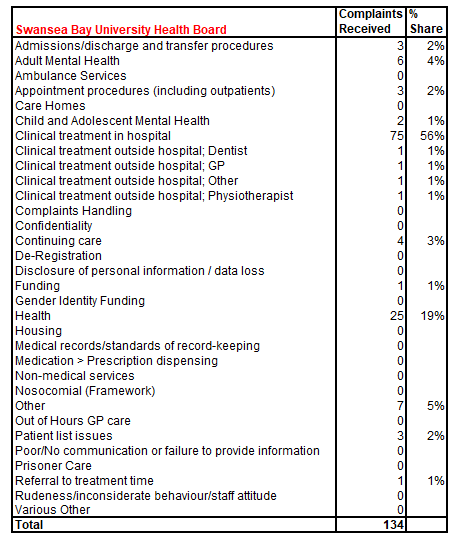 Complaints %
Swansea Bay University Health Board Received Share
Admissions/discharge and transfer procedures 3 2%
Adult Mental Health 6 4%
Ambulance Services 0
Appointment procedures (including outpatients) 3 2%
Care Homes 0
Child and Adolescent Mental Health 2 1%
Clinical treatment in hospital 75 56%
Clinical treatment outside hospital; Dentist 1 1%
Clinical treatment outside hospital; GP 1 1%
Clinical treatment outside hospital; Other 1 1%
Clinical treatment outside hospital; Physiotherapist 1 1%
Complaints Handling 0
Confidentiality 0
Continuing care 4 3%
De-Registration 0
Disclosure of personal information / data loss 0
Funding 1 1%
Gender Identity Funding 0
Health 25 19%
Housing 0
Medical records/standards of record-keeping 0
Medication > Prescription dispensing 0
Non-medical services 0
Nosocomial (Framework) 0
Other 7 5%
Out of Hours GP care 0
Patient list issues 3 2%
Poor/No communication or failure to provide information 0
Prisoner Care 0
Referral to treatment time 1 1%
Rudeness/inconsiderate behaviour/staff attitude 0
Various Other 0
Total 134